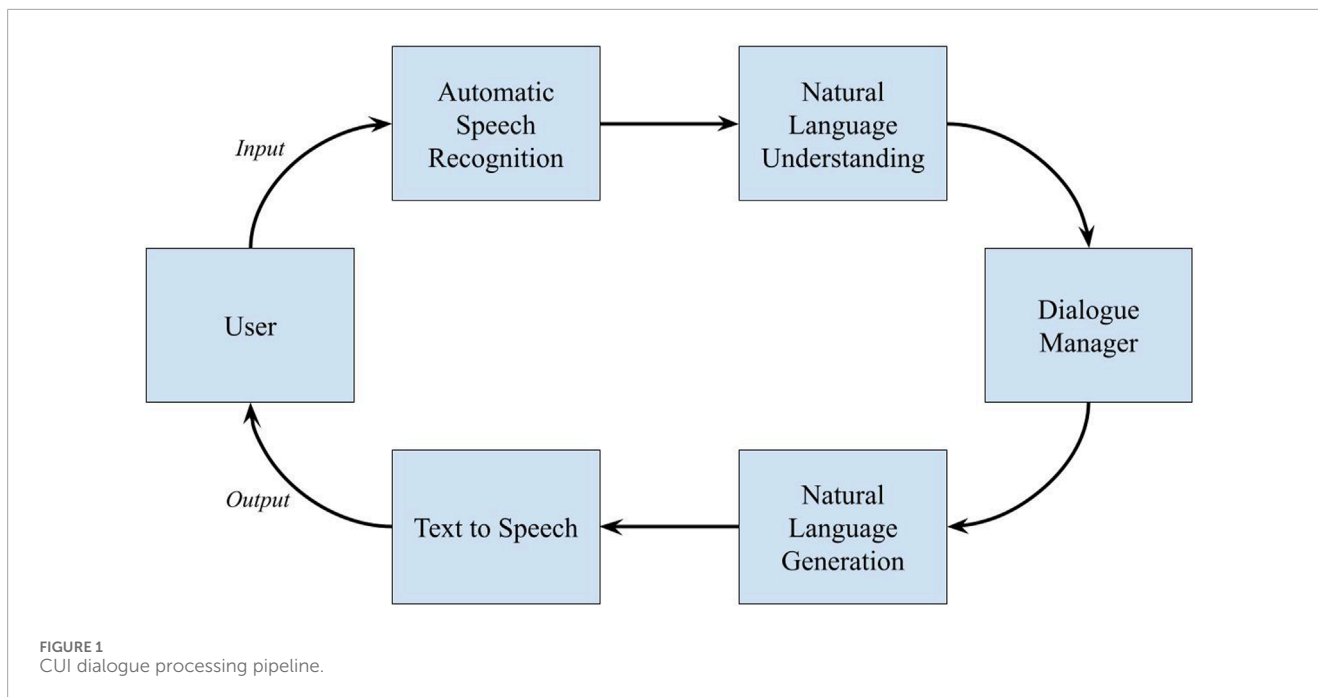 Automatic
Speech
Recognition
Natural
Language
Understanding
Input
User
Dialogue
Manager
Output
Text to Speech
Natural
Language
Generation
FIGURE 1
CUI dialogue processing pipeline.